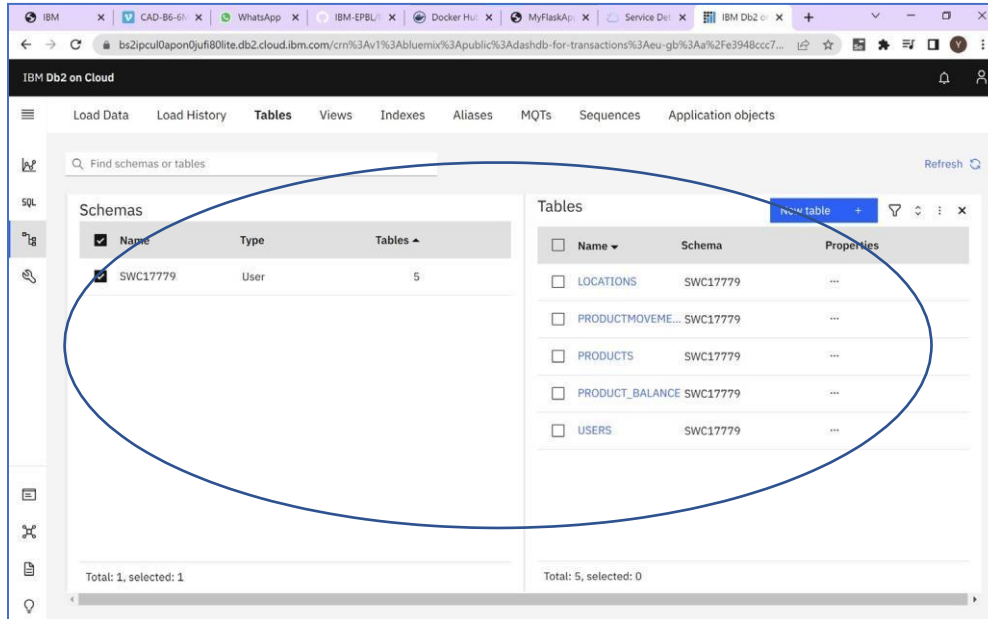 IBM CAD-B6-6N WhatsApp IBM-EPBL/I Docker Hub MyFlaskAp Service Det IBM Db2 on
bs2ipcul0apon0jufi80lite.db2.cloud.ibm.com/crn%3Av1%3Abluemix%3Apublic%3Adashdb-for-transactions%3Aeu-gb%3Aa%2Fe3948ccc7... Y
IBM Db2 on Cloud
Load Data Load History Tables Views Indexes Aliases MQTs Sequences Application objects
Find schemas or tables Refresh
SQL
Schemas
Name Type Tables
SWC17779 User 5
Total: 1, selected: 1
Tables New table +
Name Schema Properties
LOCATIONS SWC17779 ...
PRODUCTMOVEME... SWC17779 ...
PRODUCTS SWC17779 ...
PRODUCT_BALANCE SWC17779 ...
USERS SWC17779 ...
Total: 5, selected: 0